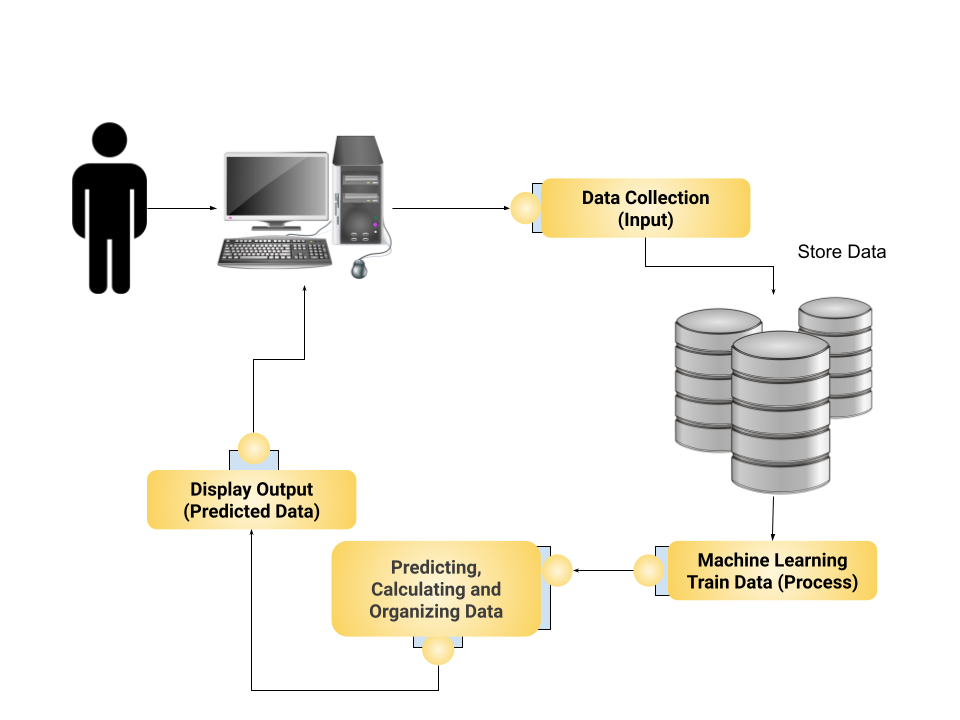 Data Collection
(Input)
Store Data
Display Output
(Predicted Data)
Predicting,
Calculating and
Organizing Data
Machine Learning
Train Data (Process)